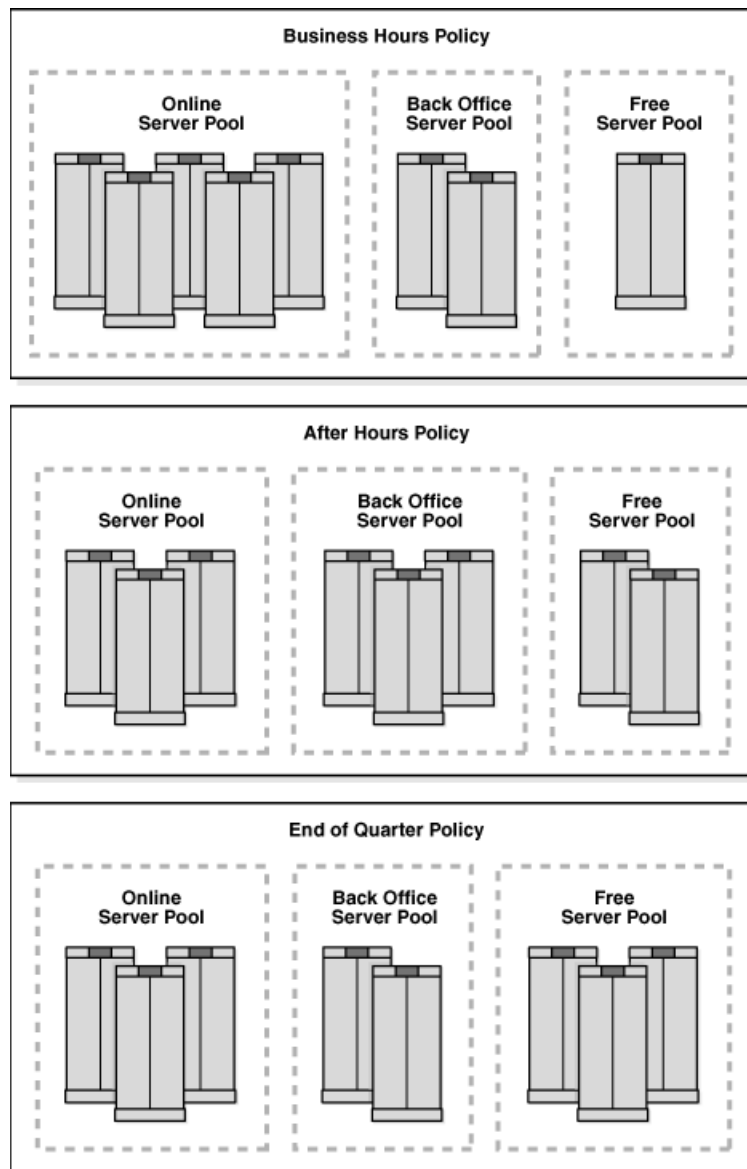 Business Hours Policy
Online
Server Pool
Back Office
Server Pool
Free
Server Pool
After Hours Policy
Online
Server Pool
Back Office
Server Pool
Free
Server Pool
End of Quarter Policy
Online
Server Pool
Back Office
Server Pool
Free
Server Pool